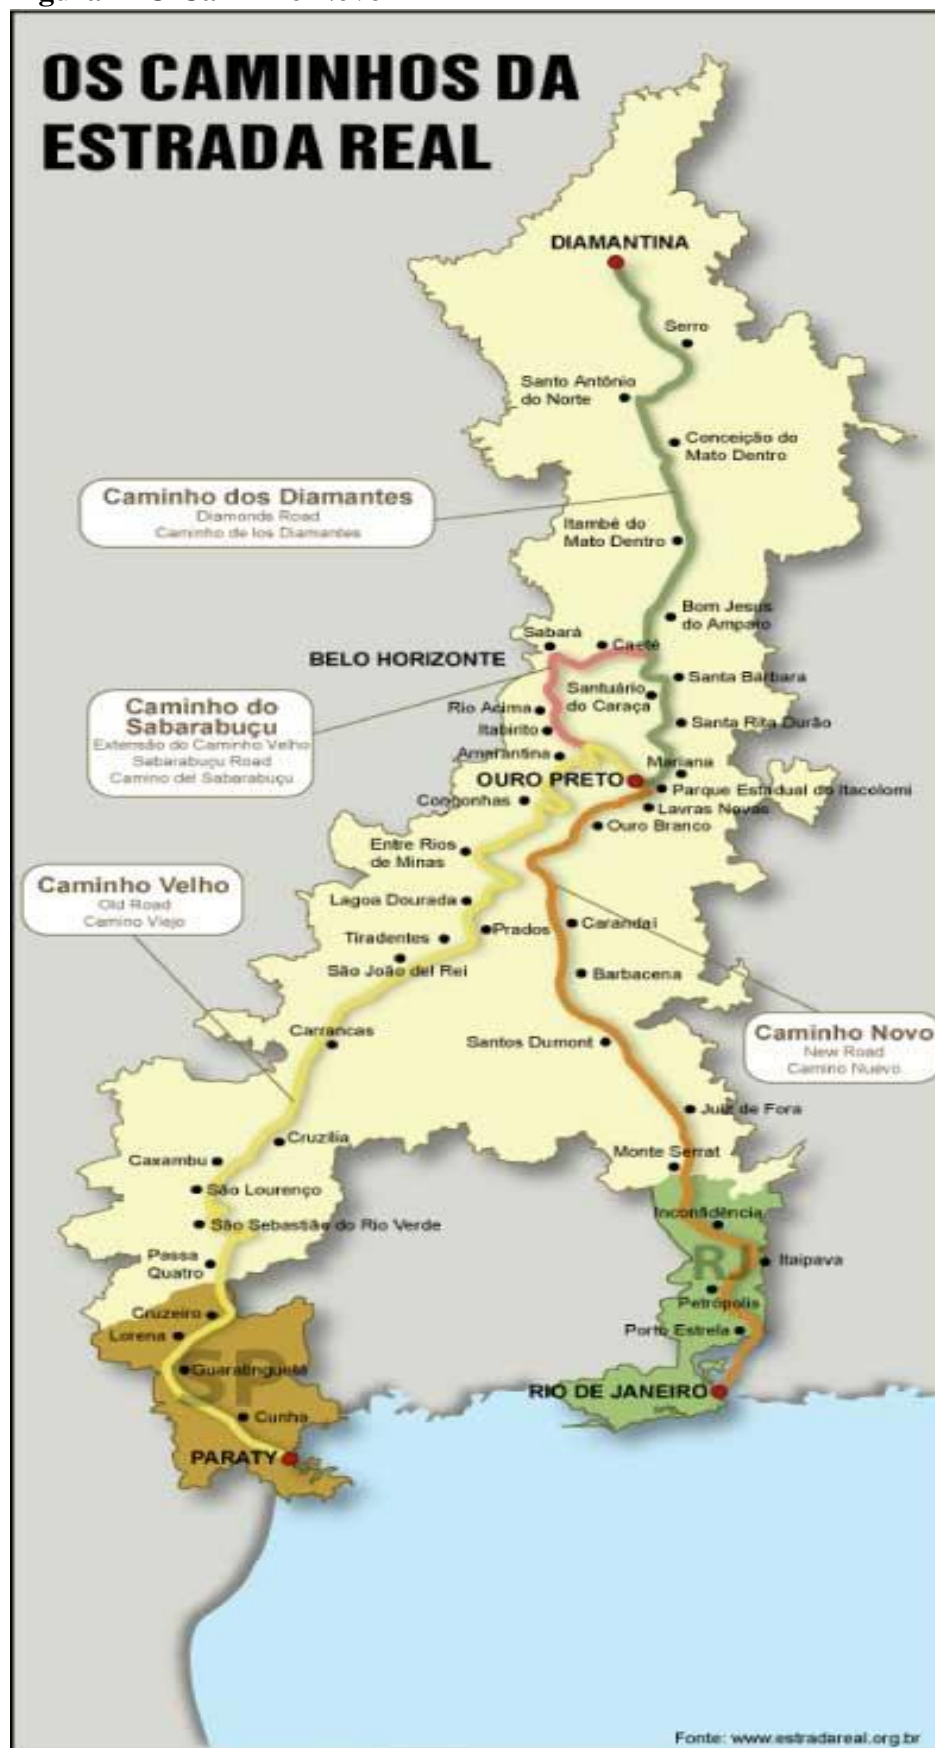 OS CAMINHOS DA
ESTRADA REAL
DIAMANTINA
Serro
Santo Antônio
do Norte
Conceição do
Mato Dentro
Caminho dos Diamantes
Diamonds Road
Caminho de los Diamantes
Itambé do
Mato Dentro
Bom Jesus
do Amparo
Sabará
Caeté
BELO HORIZONTE
Santa Bárbara
Santuário
do Caraça
Caminho do
Sabarabuçu
Extensão do Caminho Velho
Sabarabuçu Road
Camino del Sabarabuçu
Rio Acima
Itabirito
Santa Rita Durão
Amarantina
Mariana
OURO PRETO
Parque Estadual do Itacolomi
Congonhas
Lavras Novas
Ouro Branco
Entre Rios
de Minas
Caminho Velho
Old Road
Camino Viejo
Lagoa Dourada
Prados
Carandaí
Tiradentes
São João del Rei
Barbacena
Carrancas
Santos Dumont
Caminho Novo
New Road
Camino Nuevo
Juiz de Fora
Cruzília
Monte Serrat
Caxambu
São Lourenço
São Sebastião do Rio Verde
Inconfidência
Passa
Quatro
RJ
Itaipava
Petrópolis
Cruzeiro
Lorena
Porto Estrela
SP
Guaratinguetá
RIO DE JANEIRO
Cunha
PARATY
Fonte: www.estradareal.org.br